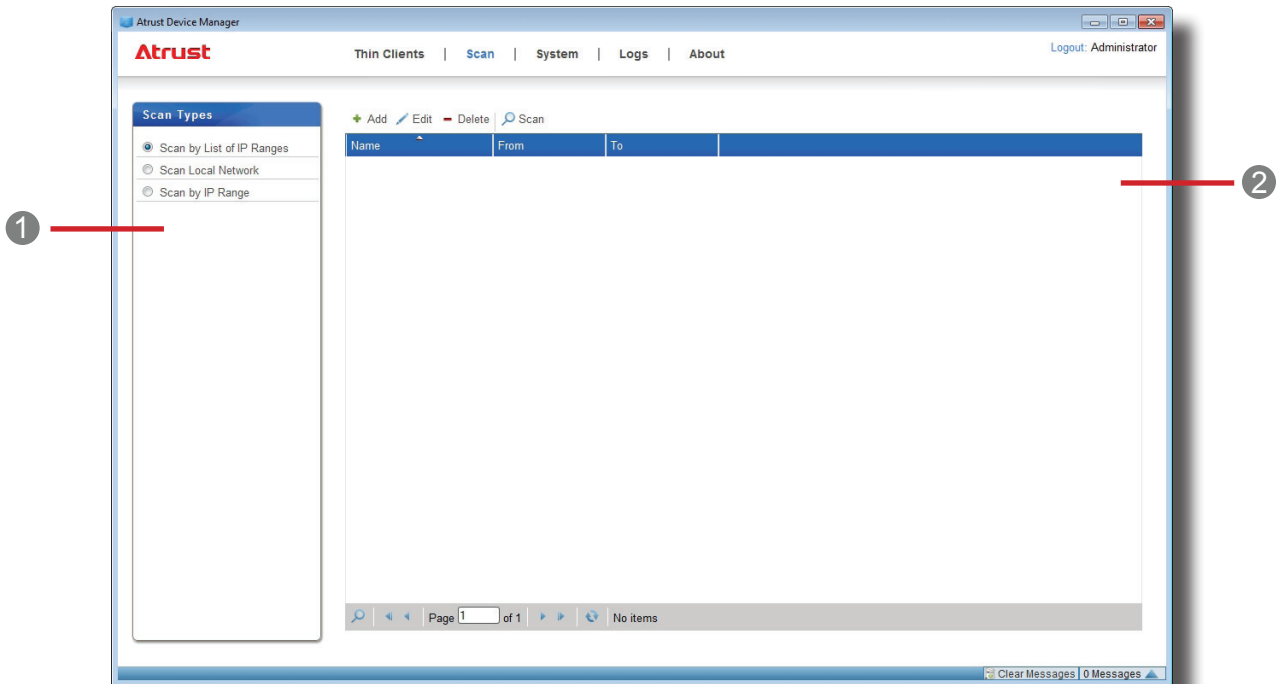 Atrust Device Manager
Atrust
Thin Clients | Scan | System | Logs | About
Logout: Administrator
Scan Types
Scan by List of IP Ranges
Scan Local Network
Scan by IP Range
Add Edit Delete Scan
Name From To
1
2
Page 1 of 1 No items
Clear Messages 0 Messages